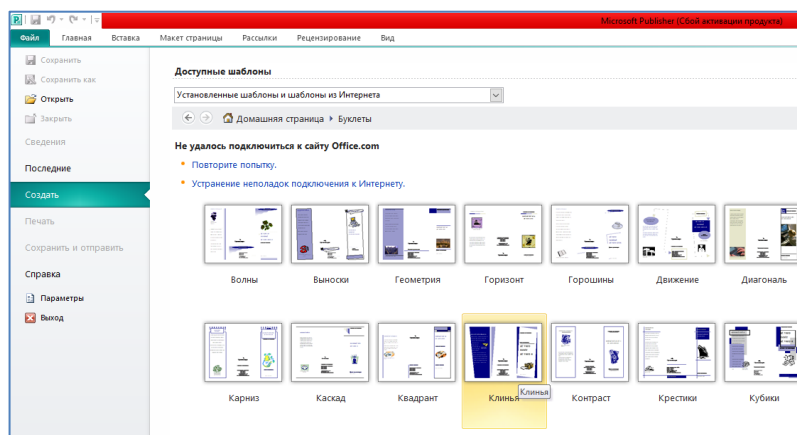 Microsoft Publisher (Сбой активации продукта)
Файл Главная Вставка Макет страницы Рассылки Рецензирование Вид
Сохранить
Сохранить как
Открыть
Закрыть
Сведения
Последние
Создать
Печать
Сохранить и отправить
Справка
Параметры
Выход
Доступные шаблоны
Установленные шаблоны и шаблоны из Интернета
Домашняя страница Буклеты
Не удалось подключиться к сайту Office.com
Повторите попытку.
Устранение неполадок подключения к Интернету.
Волны Выноски Геометрия Горизонт Горошины Движение Диагональ
Карниз Каскад Квадрант Клинья Контраст Крестики Кубики
Клинья